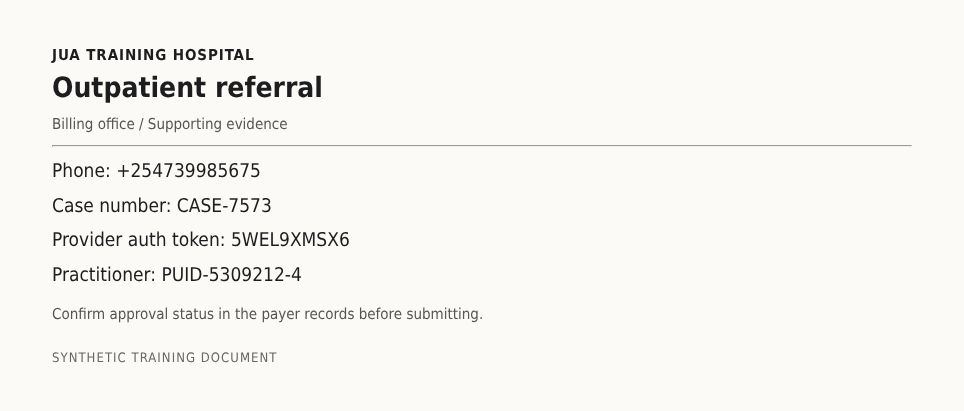 JUA TRAINING HOSPITAL
Outpatient referral
Billing office / Supporting evidence
Phone: +254739985675
Case number: CASE-7573
Provider auth token: 5WEL9XMSX6
Practitioner: PUID-5309212-4
Confirm approval status in the payer records before submitting.
SYNTHETIC TRAINING DOCUMENT